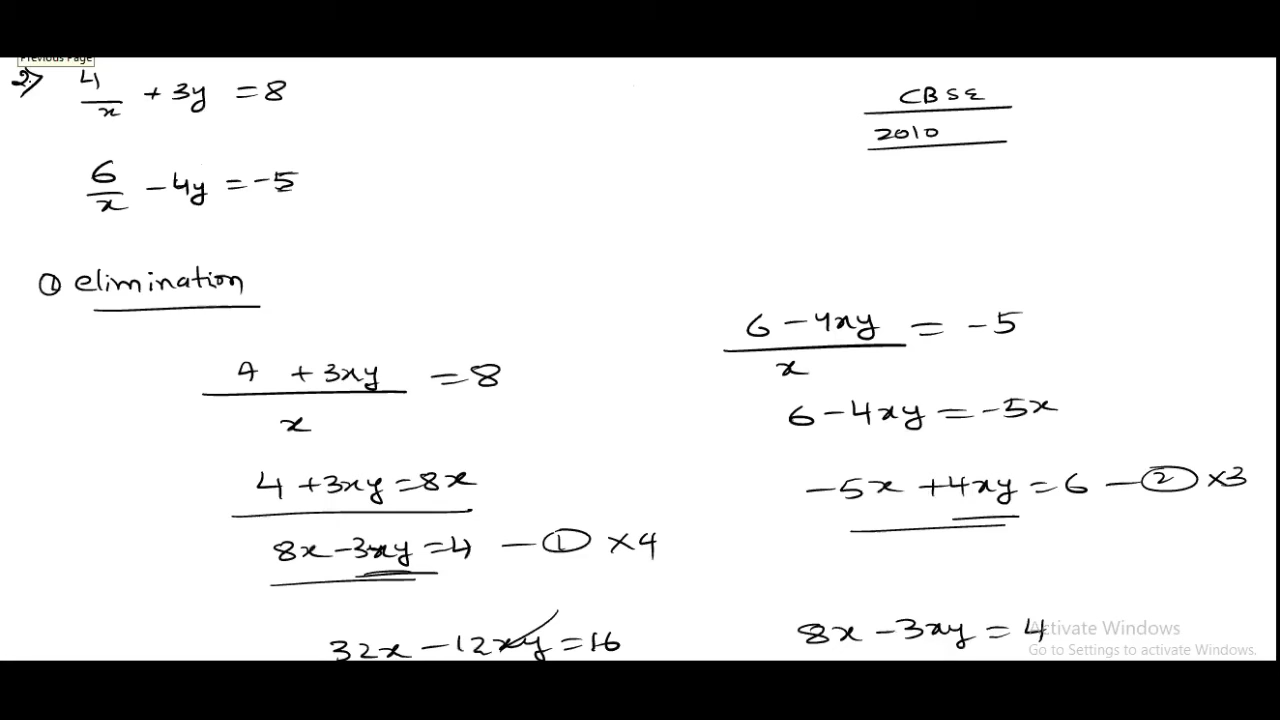 Previous Page
2) 4/x + 3y = 8
CBSE
2010
6/x - 4y = -5
① elimination
4 + 3xy / x = 8
4 + 3xy = 8x
8x - 3xy = 4 — ① ×4
32x - 12xy = 16
6 - 4xy / x = -5
6 - 4xy = -5x
-5x + 4xy = 6 — ② ×3
8x - 3xy = 4
Activate Windows
Go to Settings to activate Windows.